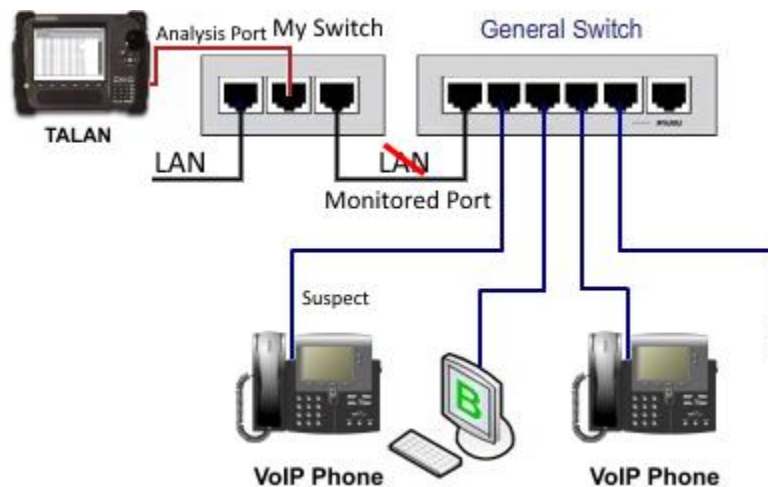 Analysis Port
My Switch
General Switch
TALAN
LAN
LAN
Monitored Port
Suspect
B
VoIP Phone
VoIP Phone